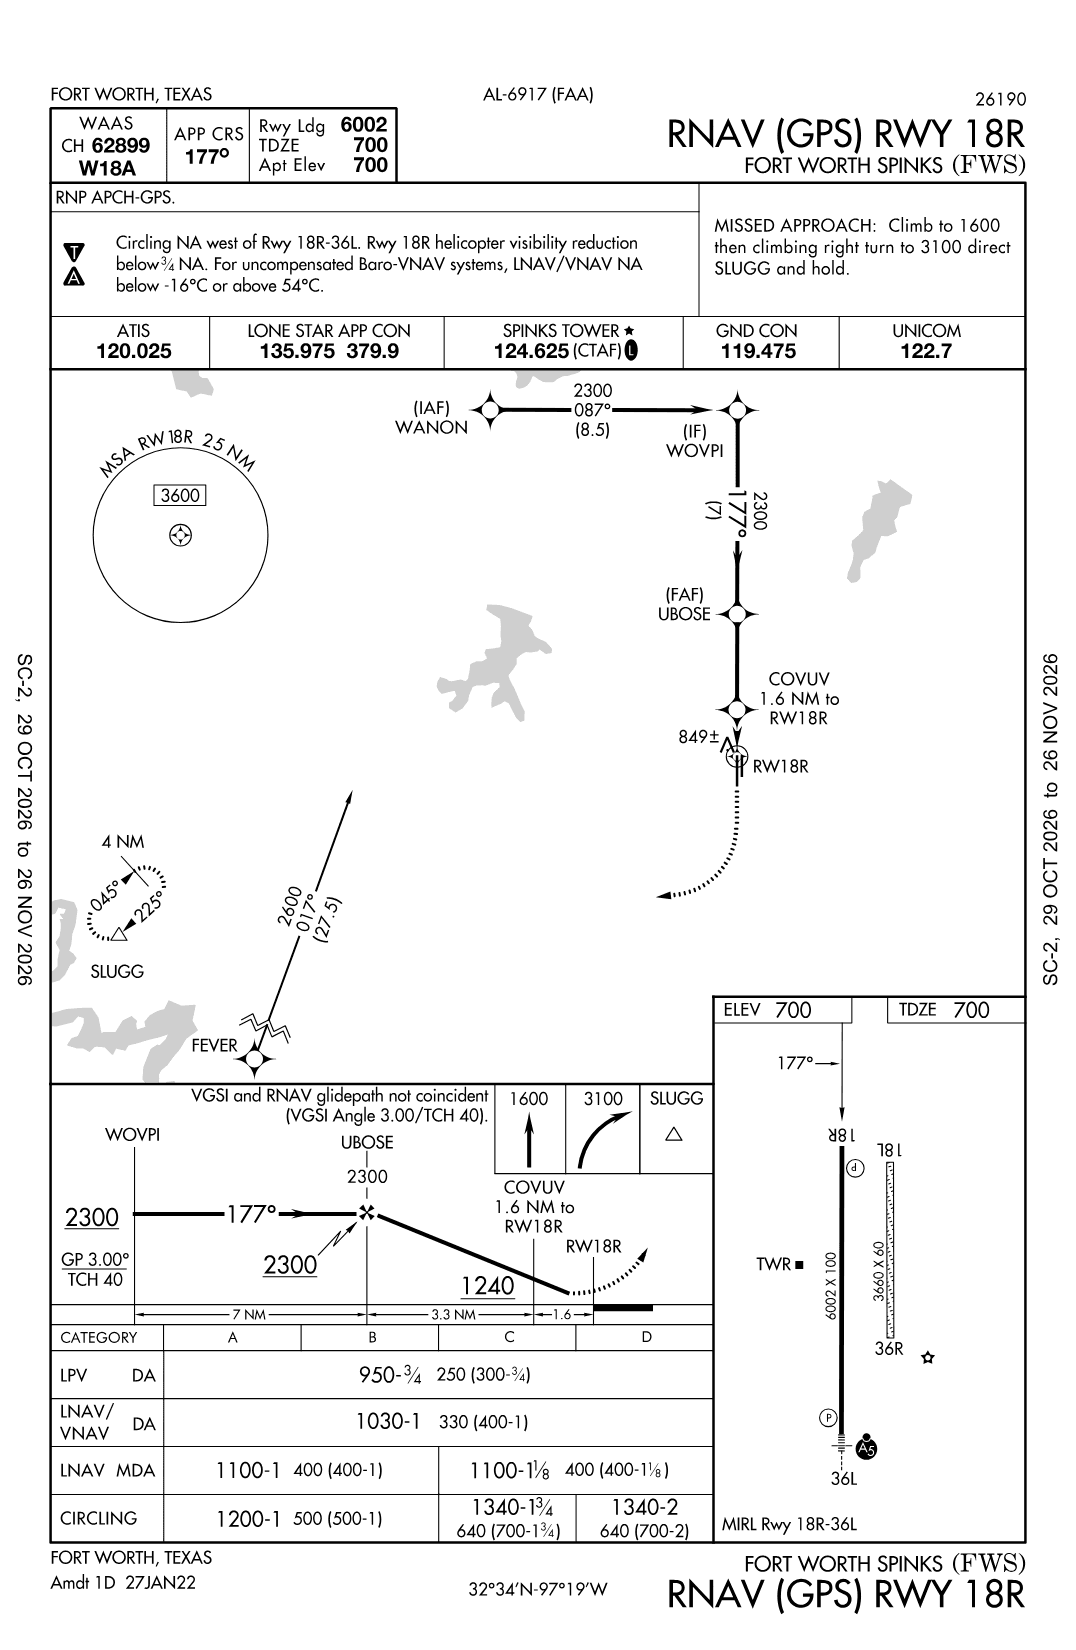 FORT WORTH, TEXAS
AL-6917 (FAA)
26190
WAAS
CH 62899
W18A
APP CRS
177°
Rwy Ldg 6002
TDZE 700
Apt Elev 700
RNAV (GPS) RWY 18R
FORT WORTH SPINKS (FWS)
RNP APCH-GPS.
T
A
Circling NA west of Rwy 18R-36L. Rwy 18R helicopter visibility reduction
below ¾ NA. For uncompensated Baro-VNAV systems, LNAV/VNAV NA
below -16°C or above 54°C.
MISSED APPROACH: Climb to 1600
then climbing right turn to 3100 direct
SLUGG and hold.
ATIS
120.025
LONE STAR APP CON
135.975 379.9
SPINKS TOWER ★
124.625 (CTAF) L
GND CON
119.475
UNICOM
122.7
(IAF)
WANON
2300
087°
(8.5)
(IF)
WOVPI
MSA RW18R 25 NM
3600
2300
177°
(7)
(FAF)
UBOSE
COVUV
1.6 NM to
RW18R
849±
RW18R
4 NM
045°
225°
SLUGG
2600
017°
(27.5)
FEVER
SC-2, 29 OCT 2026 to 26 NOV 2026
SC-2, 29 OCT 2026 to 26 NOV 2026
ELEV 700
TDZE 700
177°
18R
18L
P
TWR
6002 X 100
3660 X 60
36R
P
A5
36L
MIRL Rwy 18R-36L
VGSI and RNAV glidepath not coincident
(VGSI Angle 3.00/TCH 40).
1600
3100
SLUGG
WOVPI
UBOSE
2300
COVUV
1.6 NM to
RW18R
RW18R
2300
177°
GP 3.00°
TCH 40
2300
1240
7 NM
3.3 NM
1.6
CATEGORY A B C D
LPV DA 950-¾ 250 (300-¾)
LNAV/
VNAV DA 1030-1 330 (400-1)
LNAV MDA 1100-1 400 (400-1) 1100-1⅛ 400 (400-1⅛)
CIRCLING 1200-1 500 (500-1)
1340-1¾
640 (700-1¾)
1340-2
640 (700-2)
FORT WORTH, TEXAS
Amdt 1D 27JAN22
32°34'N-97°19'W
FORT WORTH SPINKS (FWS)
RNAV (GPS) RWY 18R